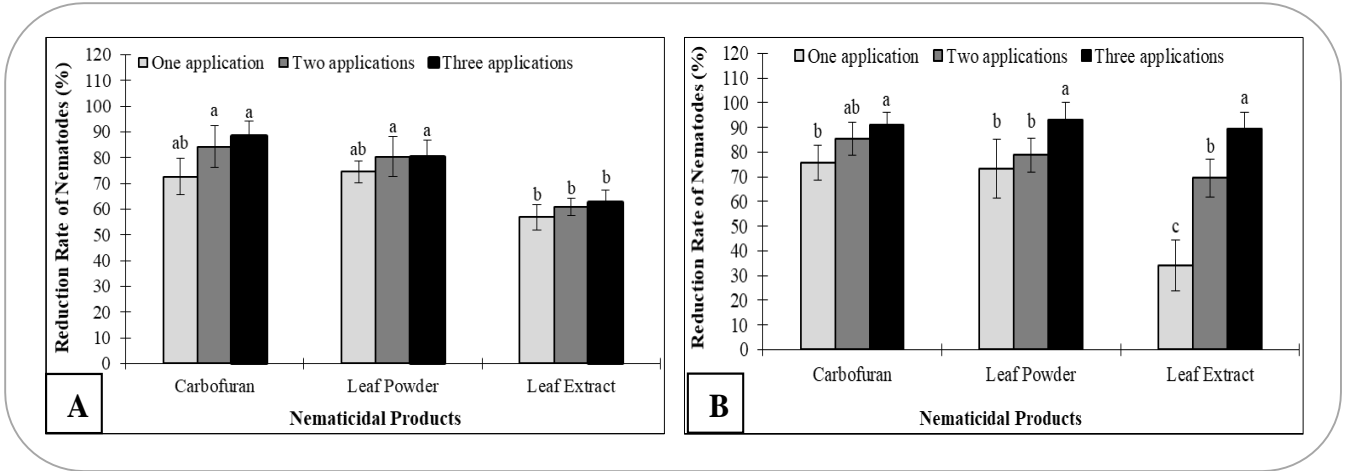 Reduction Rate of Nematodes (%)
120
110
100
90
80
70
60
50
40
30
20
10
0
One application Two applications Three applications
ab a a
ab a a
b b b
Carbofuran Leaf Powder Leaf Extract
Nematicidal Products
A
Reduction Rate of Nematodes (%)
120
110
100
90
80
70
60
50
40
30
20
10
0
One application Two applications Three applications
b ab a
b b a
c b a
Carbofuran Leaf Powder Leaf Extract
Nematicidal Products
B